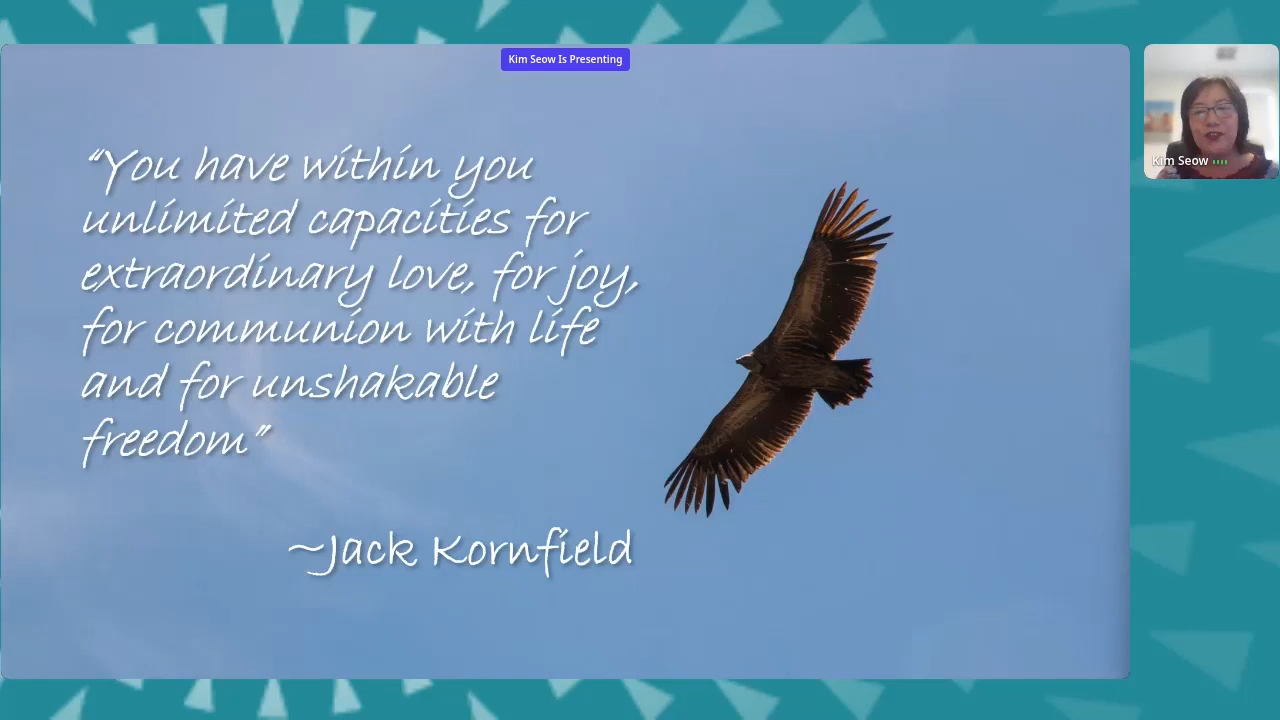 Kim Seow Is Presenting
“You have within you
unlimited capacities for
extraordinary love, for joy,
for communion with life
and for unshakable
freedom”
~Jack Kornfield
Kim Seow